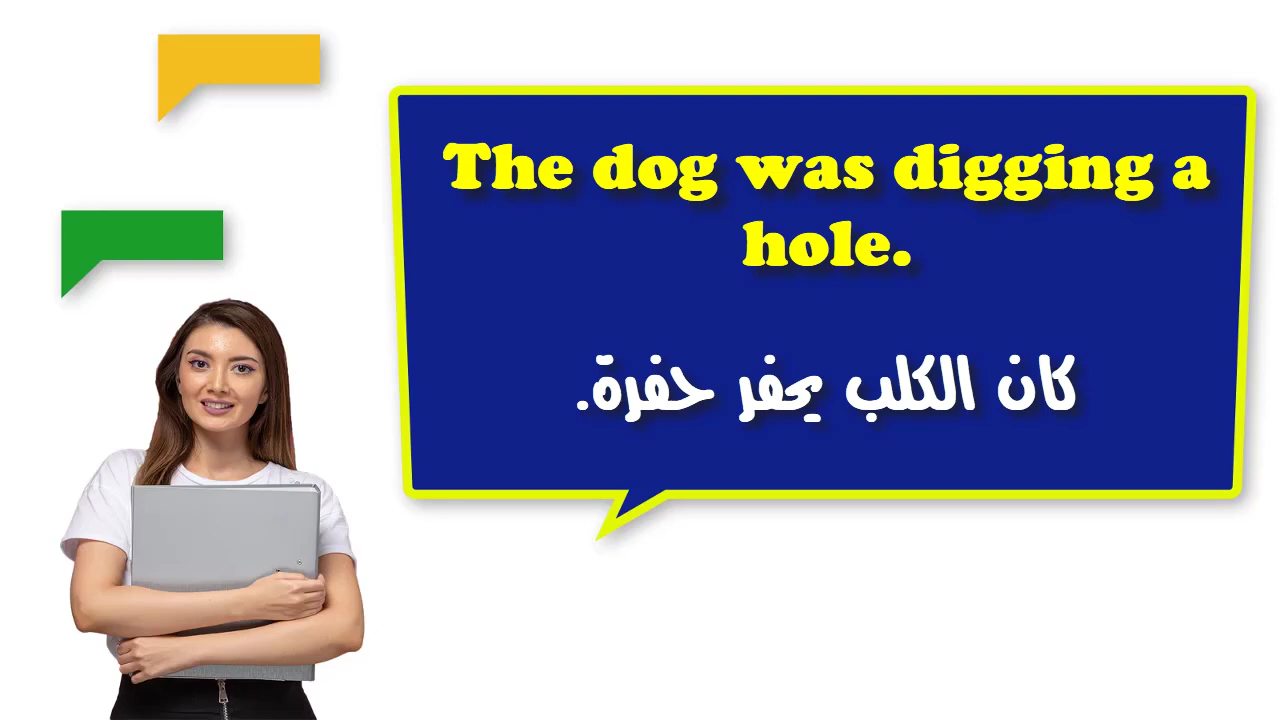 The dog was digging a
hole.
كان الكلب يحفر حفرة.